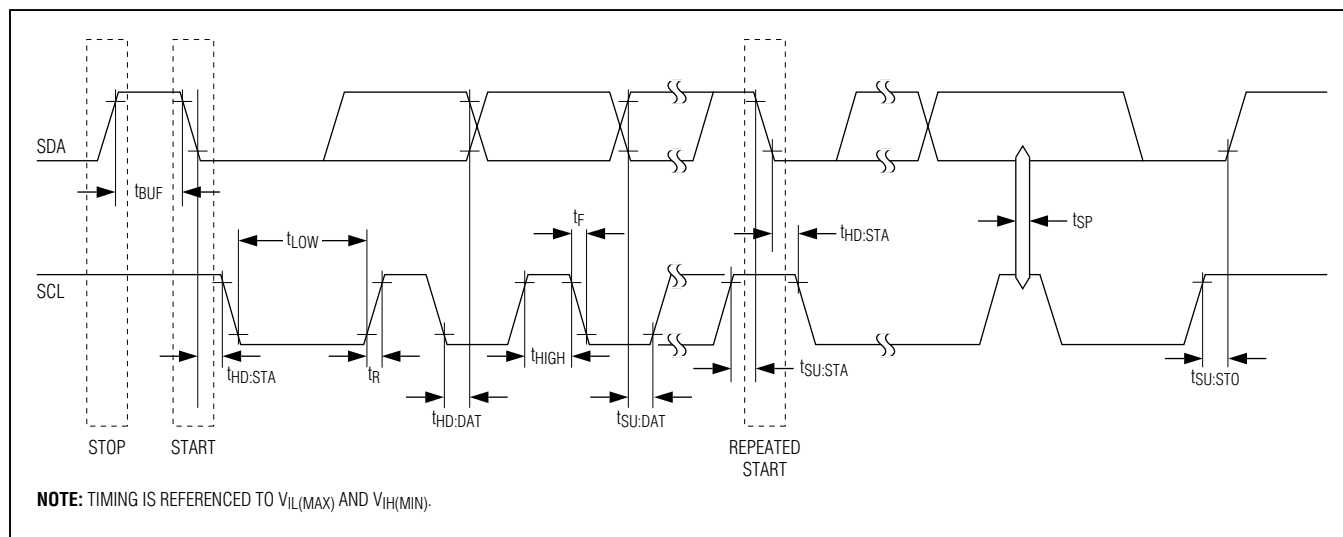 SDA
tBUF
tF
tLOW
tHD:STA
tSP
SCL
tHD:STA
tR
tHIGH
tSU:STA
tSU:STO
tHD:DAT
tSU:DAT
STOP
START
REPEATED
START
NOTE: TIMING IS REFERENCED TO VIL(MAX) AND VIH(MIN).